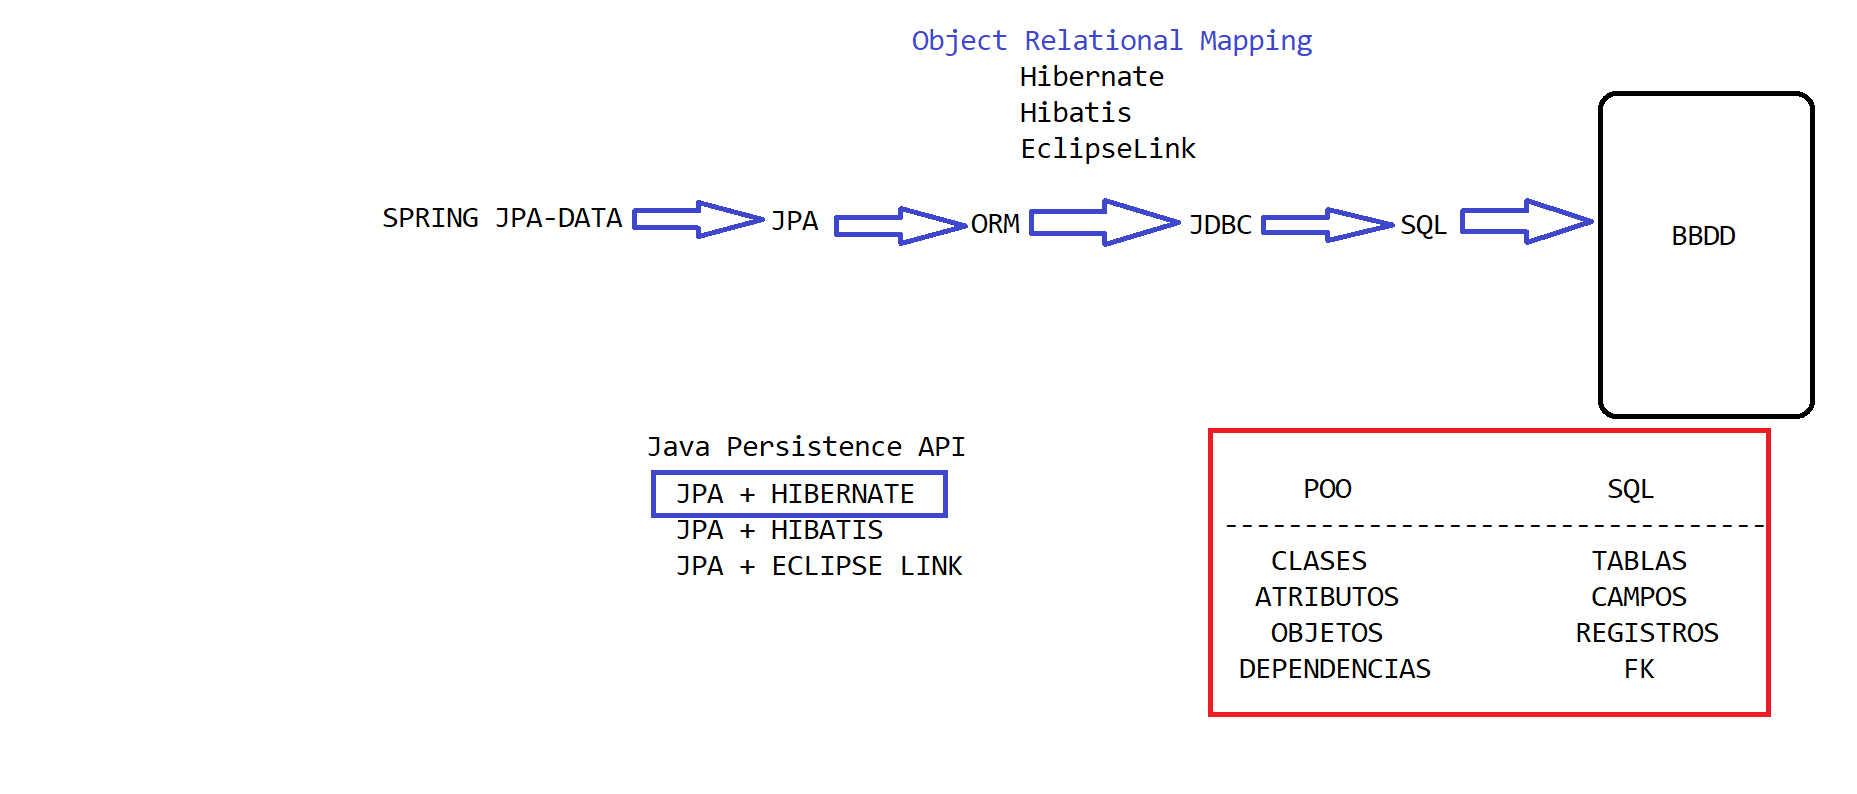 Object Relational Mapping
Hibernate
Hibatis
EclipseLink
SPRING JPA-DATA JPA ORM JDBC SQL BBDD
Java Persistence API
JPA + HIBERNATE
JPA + HIBATIS
JPA + ECLIPSE LINK
POO SQL
-----------------------------------
CLASES TABLAS
ATRIBUTOS CAMPOS
OBJETOS REGISTROS
DEPENDENCIAS FK